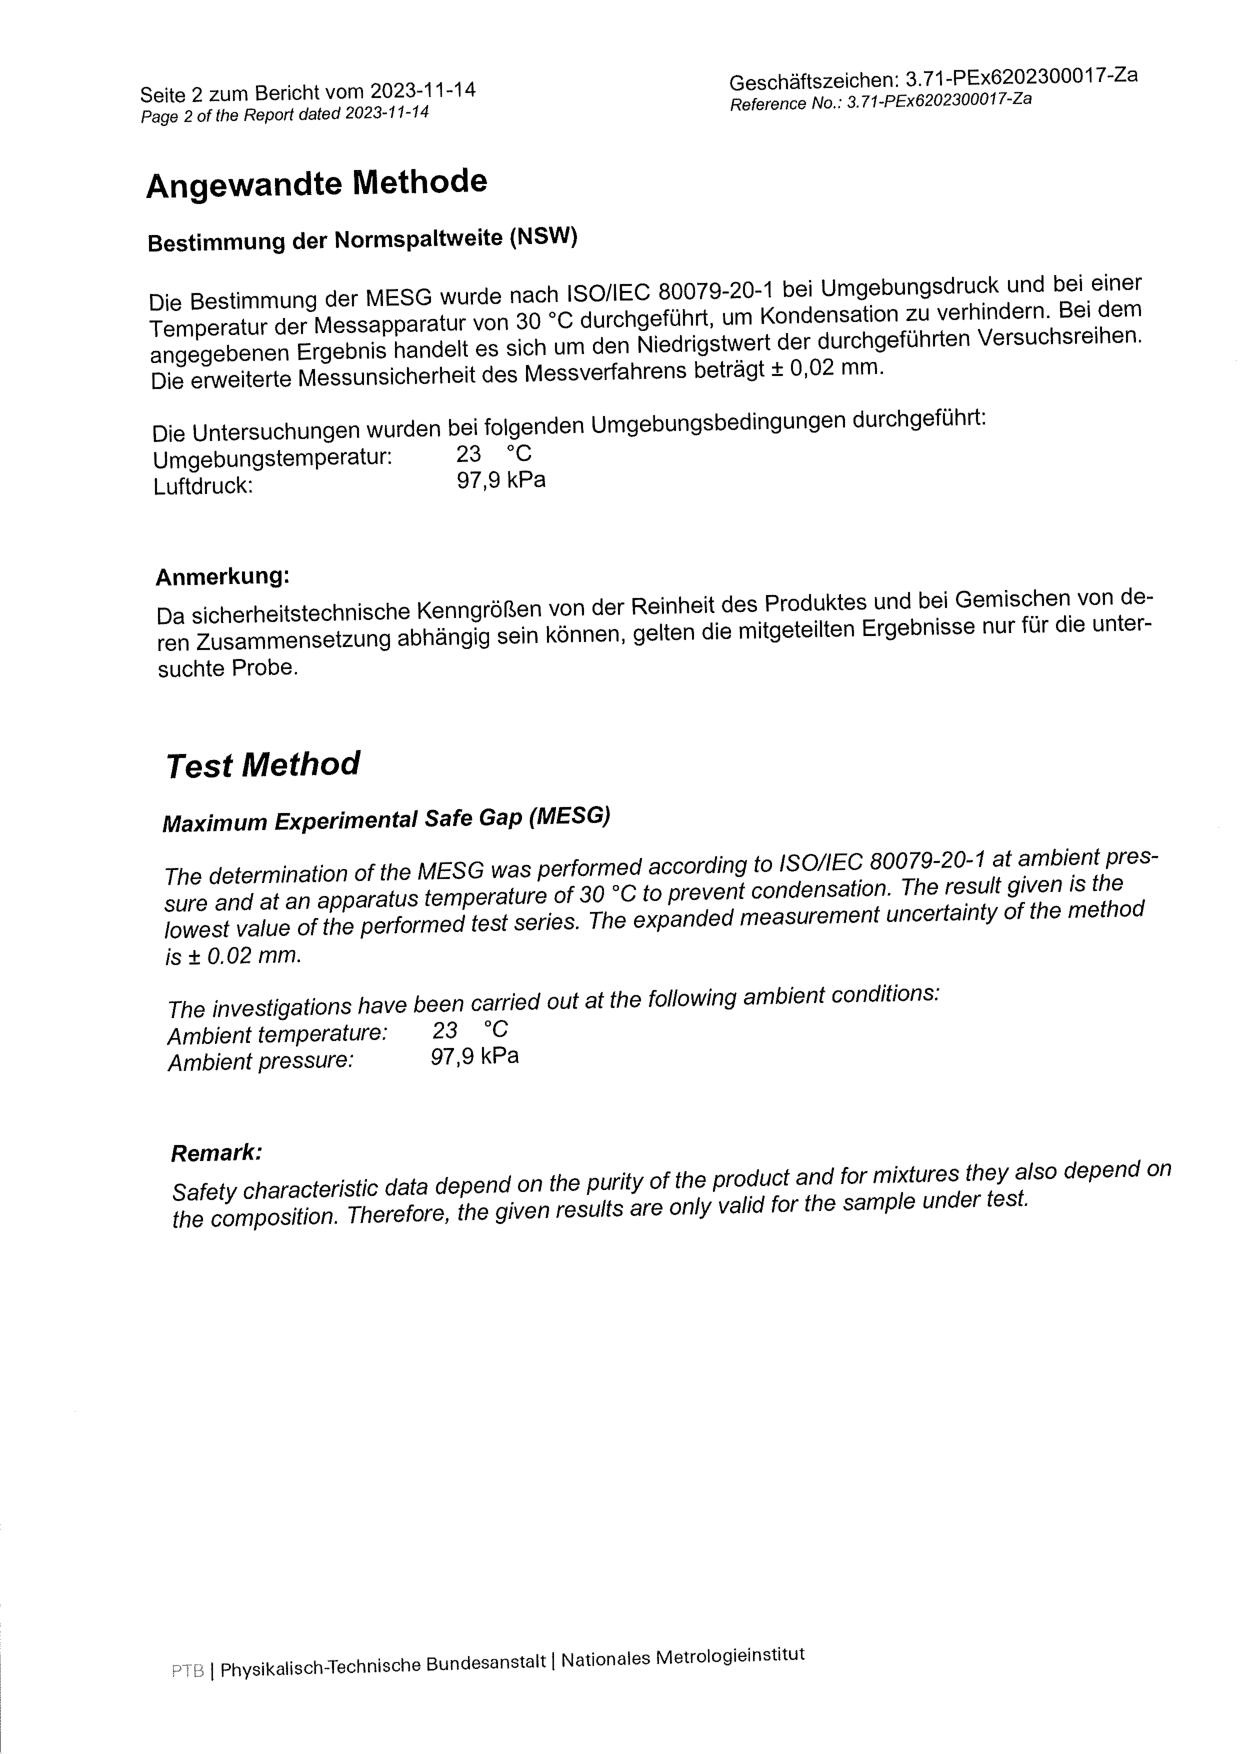 Seite 2 zum Bericht vom 2023-11-14
Page 2 of the Report dated 2023-11-14
Geschäftszeichen: 3.71-PEx6202300017-Za
Reference No.: 3.71-PEx6202300017-Za
Angewandte Methode
Bestimmung der Normspaltweite (NSW)
Die Bestimmung der MESG wurde nach ISO/IEC 80079-20-1 bei Umgebungsdruck und bei einer
Temperatur der Messapparatur von 30 °C durchgeführt, um Kondensation zu verhindern. Bei dem
angegebenen Ergebnis handelt es sich um den Niedrigstwert der durchgeführten Versuchsreihen.
Die erweiterte Messunsicherheit des Messverfahrens beträgt ± 0,02 mm.
Die Untersuchungen wurden bei folgenden Umgebungsbedingungen durchgeführt:
Umgebungstemperatur: 23 °C
Luftdruck: 97,9 kPa
Anmerkung:
Da sicherheitstechnische Kenngrößen von der Reinheit des Produktes und bei Gemischen von de-
ren Zusammensetzung abhängig sein können, gelten die mitgeteilten Ergebnisse nur für die unter-
suchte Probe.
Test Method
Maximum Experimental Safe Gap (MESG)
The determination of the MESG was performed according to ISO/IEC 80079-20-1 at ambient pres-
sure and at an apparatus temperature of 30 °C to prevent condensation. The result given is the
lowest value of the performed test series. The expanded measurement uncertainty of the method
is ± 0.02 mm.
The investigations have been carried out at the following ambient conditions:
Ambient temperature: 23 °C
Ambient pressure: 97,9 kPa
Remark:
Safety characteristic data depend on the purity of the product and for mixtures they also depend on
the composition. Therefore, the given results are only valid for the sample under test.
PTB | Physikalisch-Technische Bundesanstalt | Nationales Metrologieinstitut